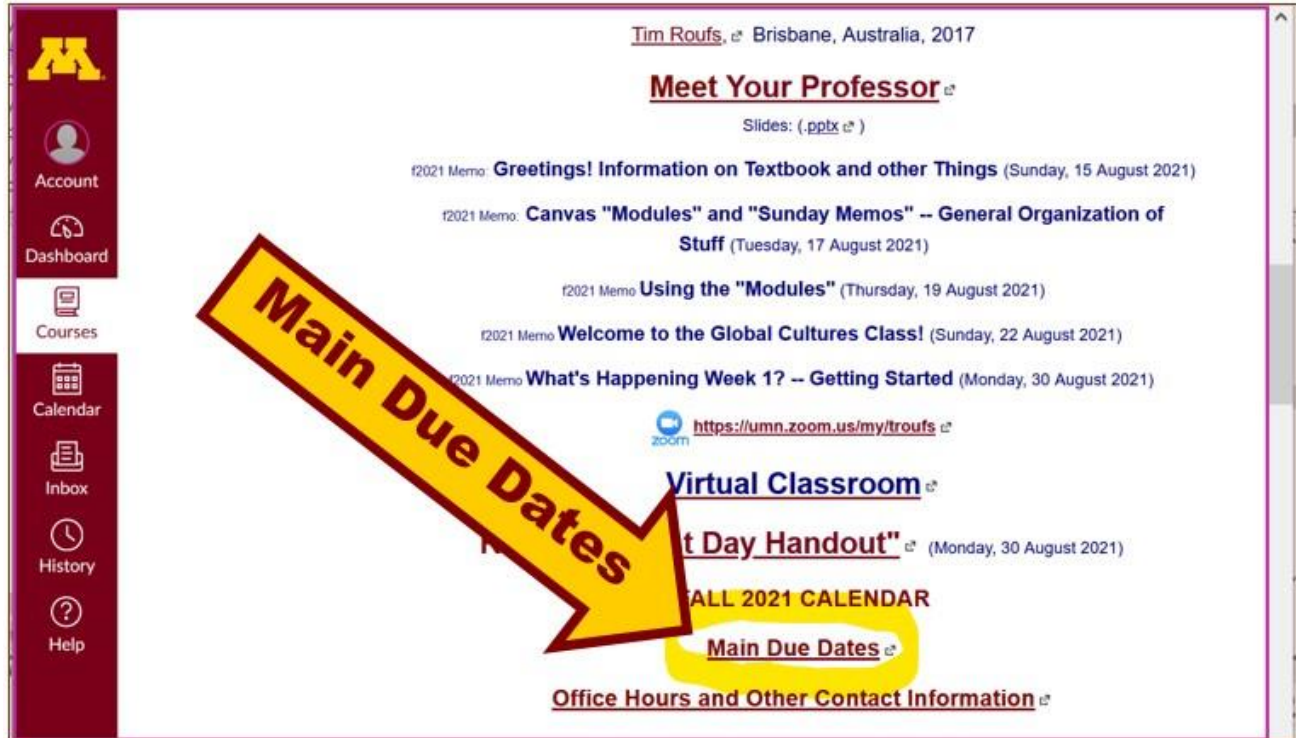 M
Account
Dashboard
Courses
Calendar
Inbox
History
Help
Tim Roufs, Brisbane, Australia, 2017
Meet Your Professor
Slides: (.pptx )
f2021 Memo: Greetings! Information on Textbook and other Things (Sunday, 15 August 2021)
f2021 Memo: Canvas "Modules" and "Sunday Memos" -- General Organization of
Stuff (Tuesday, 17 August 2021)
f2021 Memo Using the "Modules" (Thursday, 19 August 2021)
f2021 Memo Welcome to the Global Cultures Class! (Sunday, 22 August 2021)
f2021 Memo What's Happening Week 1? -- Getting Started (Monday, 30 August 2021)
zoom https://umn.zoom.us/my/troufs
Virtual Classroom
Day Handout" (Monday, 30 August 2021)
FALL 2021 CALENDAR
Main Due Dates
Office Hours and Other Contact Information
Main Due Dates